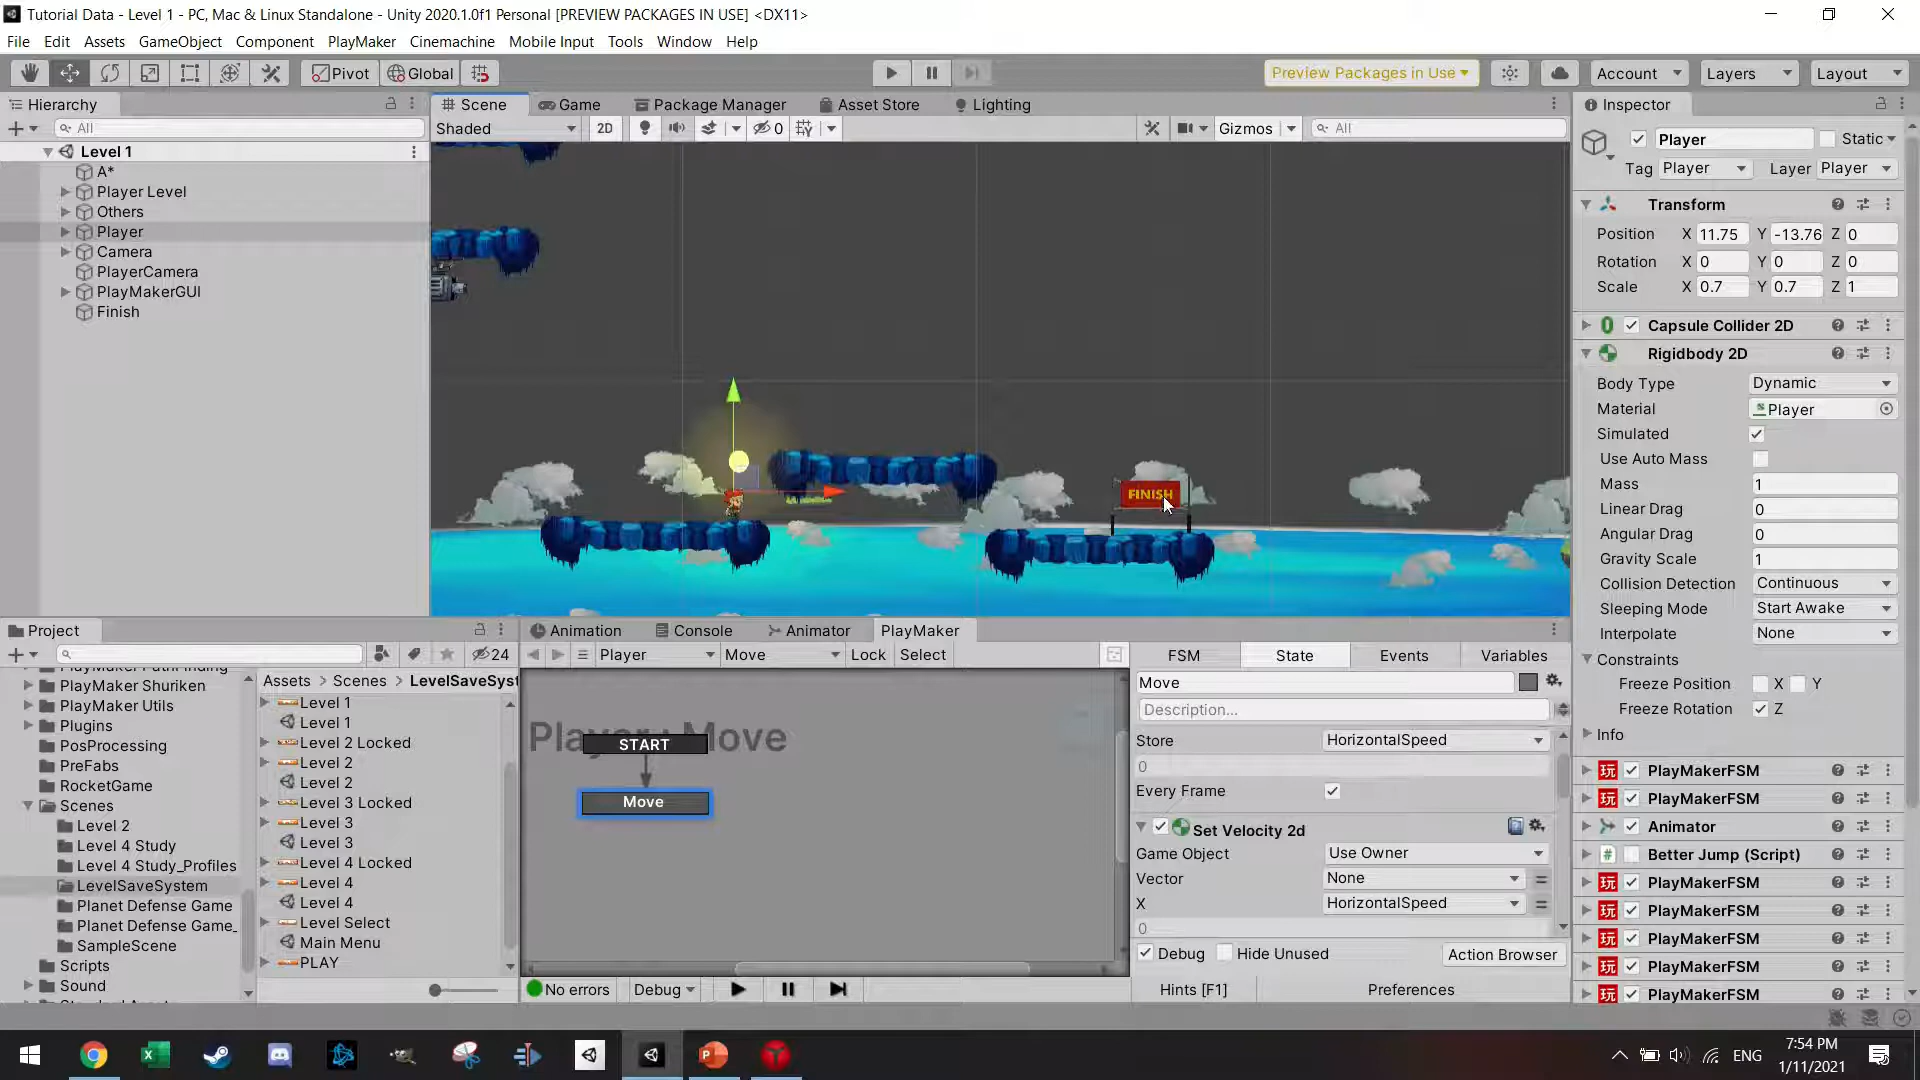 Tutorial Data - Level 1 - PC, Mac & Linux Standalone - Unity 2020.1.0f1 Personal [PREVIEW PACKAGES IN USE] <DX11>
File Edit Assets GameObject Component PlayMaker Cinemachine Mobile Input Tools Window Help
Pivot Global Preview Packages in Use Account Layers Layout
Hierarchy
All
Level 1
A*
Player Level
Others
Player
Camera
PlayerCamera
PlayMakerGUI
Finish
Scene Game Package Manager Asset Store Lighting
Shaded 2D 0 Gizmos All
FINISH
Inspector
Player Static
Tag Player Layer Player
Transform
Position X 11.75 Y -13.76 Z 0
Rotation X 0 Y 0 Z 0
Scale X 0.7 Y 0.7 Z 1
Capsule Collider 2D
Rigidbody 2D
Body Type Dynamic
Material Player
Simulated
Use Auto Mass
Mass 1
Linear Drag 0
Angular Drag 0
Gravity Scale 1
Collision Detection Continuous
Sleeping Mode Start Awake
Interpolate None
Constraints
Freeze Position X Y
Freeze Rotation Z
Info
PlayMakerFSM
PlayMakerFSM
Animator
Better Jump (Script)
PlayMakerFSM
PlayMakerFSM
PlayMakerFSM
PlayMakerFSM
PlayMakerFSM
Project
24
PlayMaker PathFinding
PlayMaker Shuriken
PlayMaker Utils
Plugins
PosProcessing
PreFabs
RocketGame
Scenes
Level 2
Level 4 Study
Level 4 Study_Profiles
LevelSaveSystem
Planet Defense Game
Planet Defense Game_
SampleScene
Scripts
Sound
Assets > Scenes > LevelSaveSyst
Level 1
Level 1
Level 2 Locked
Level 2
Level 2
Level 3 Locked
Level 3
Level 3
Level 4 Locked
Level 4
Level 4
Level Select
Main Menu
PLAY
Animation Console Animator PlayMaker
Player Move Lock Select
Player : Move
START
Move
No errors Debug
FSM State Events Variables
Move
Description...
Store HorizontalSpeed
0
Every Frame
Set Velocity 2d
Game Object Use Owner
Vector None
X HorizontalSpeed
0
Debug Hide Unused Action Browser
Hints [F1] Preferences
ENG 7:54 PM
1/11/2021